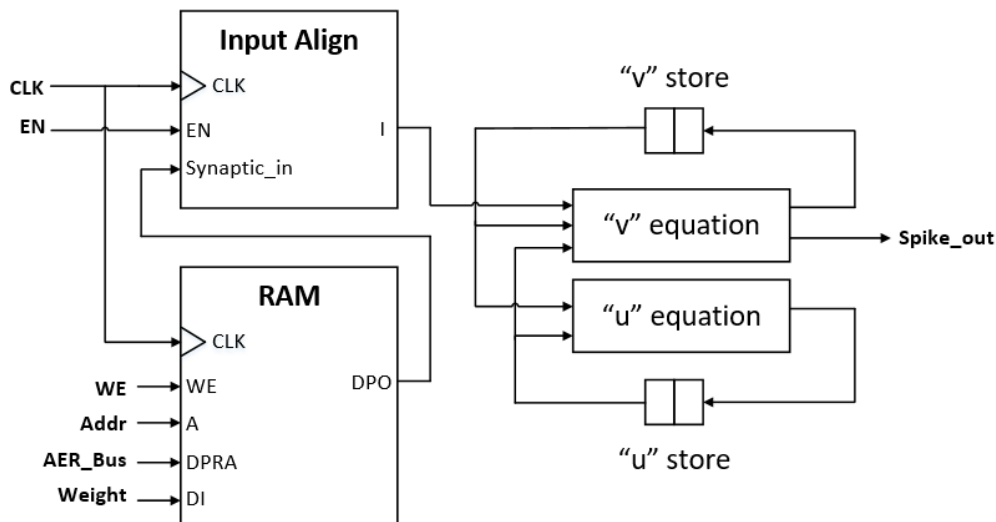 Input Align
CLK
CLK
EN
EN
I
Synaptic_in
“v” store
“v” equation
Spike_out
“u” equation
“u” store
RAM
CLK
WE
WE
DPO
Addr
A
AER_Bus
DPRA
Weight
DI